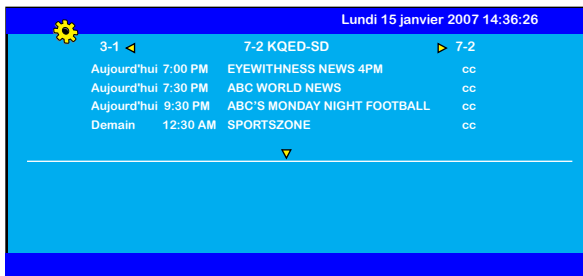 Lundi 15 janvier 2007 14:36:26
3-1 7-2 KQED-SD 7-2
Aujourd'hui 7:00 PM EYEWITHNESS NEWS 4PM cc
Aujourd'hui 7:30 PM ABC WORLD NEWS cc
Aujourd'hui 9:30 PM ABC'S MONDAY NIGHT FOOTBALL cc
Demain 12:30 AM SPORTSZONE cc